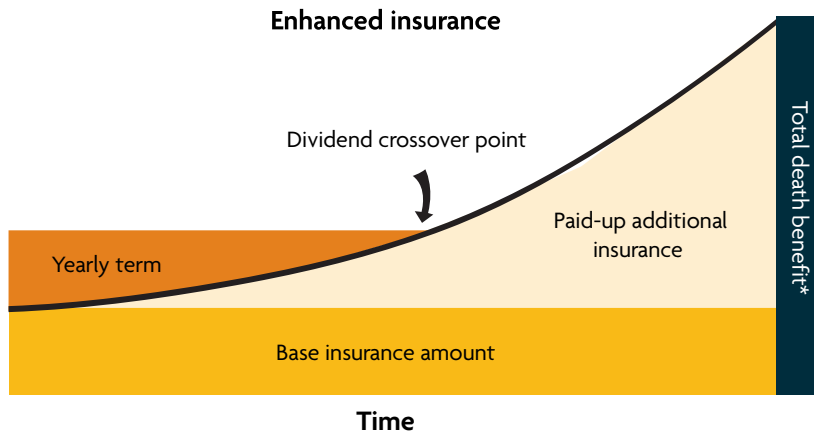 Enhanced insurance
Dividend crossover point
Total death benefit*
Paid-up additional
insurance
Yearly term
Base insurance amount
Time